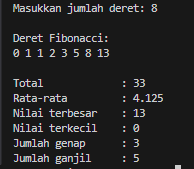 Masukkan jumlah deret: 8
Deret Fibonacci:
0 1 1 2 3 5 8 13
Total : 33
Rata-rata : 4.125
Nilai terbesar : 13
Nilai terkecil : 0
Jumlah genap : 3
Jumlah ganjil : 5